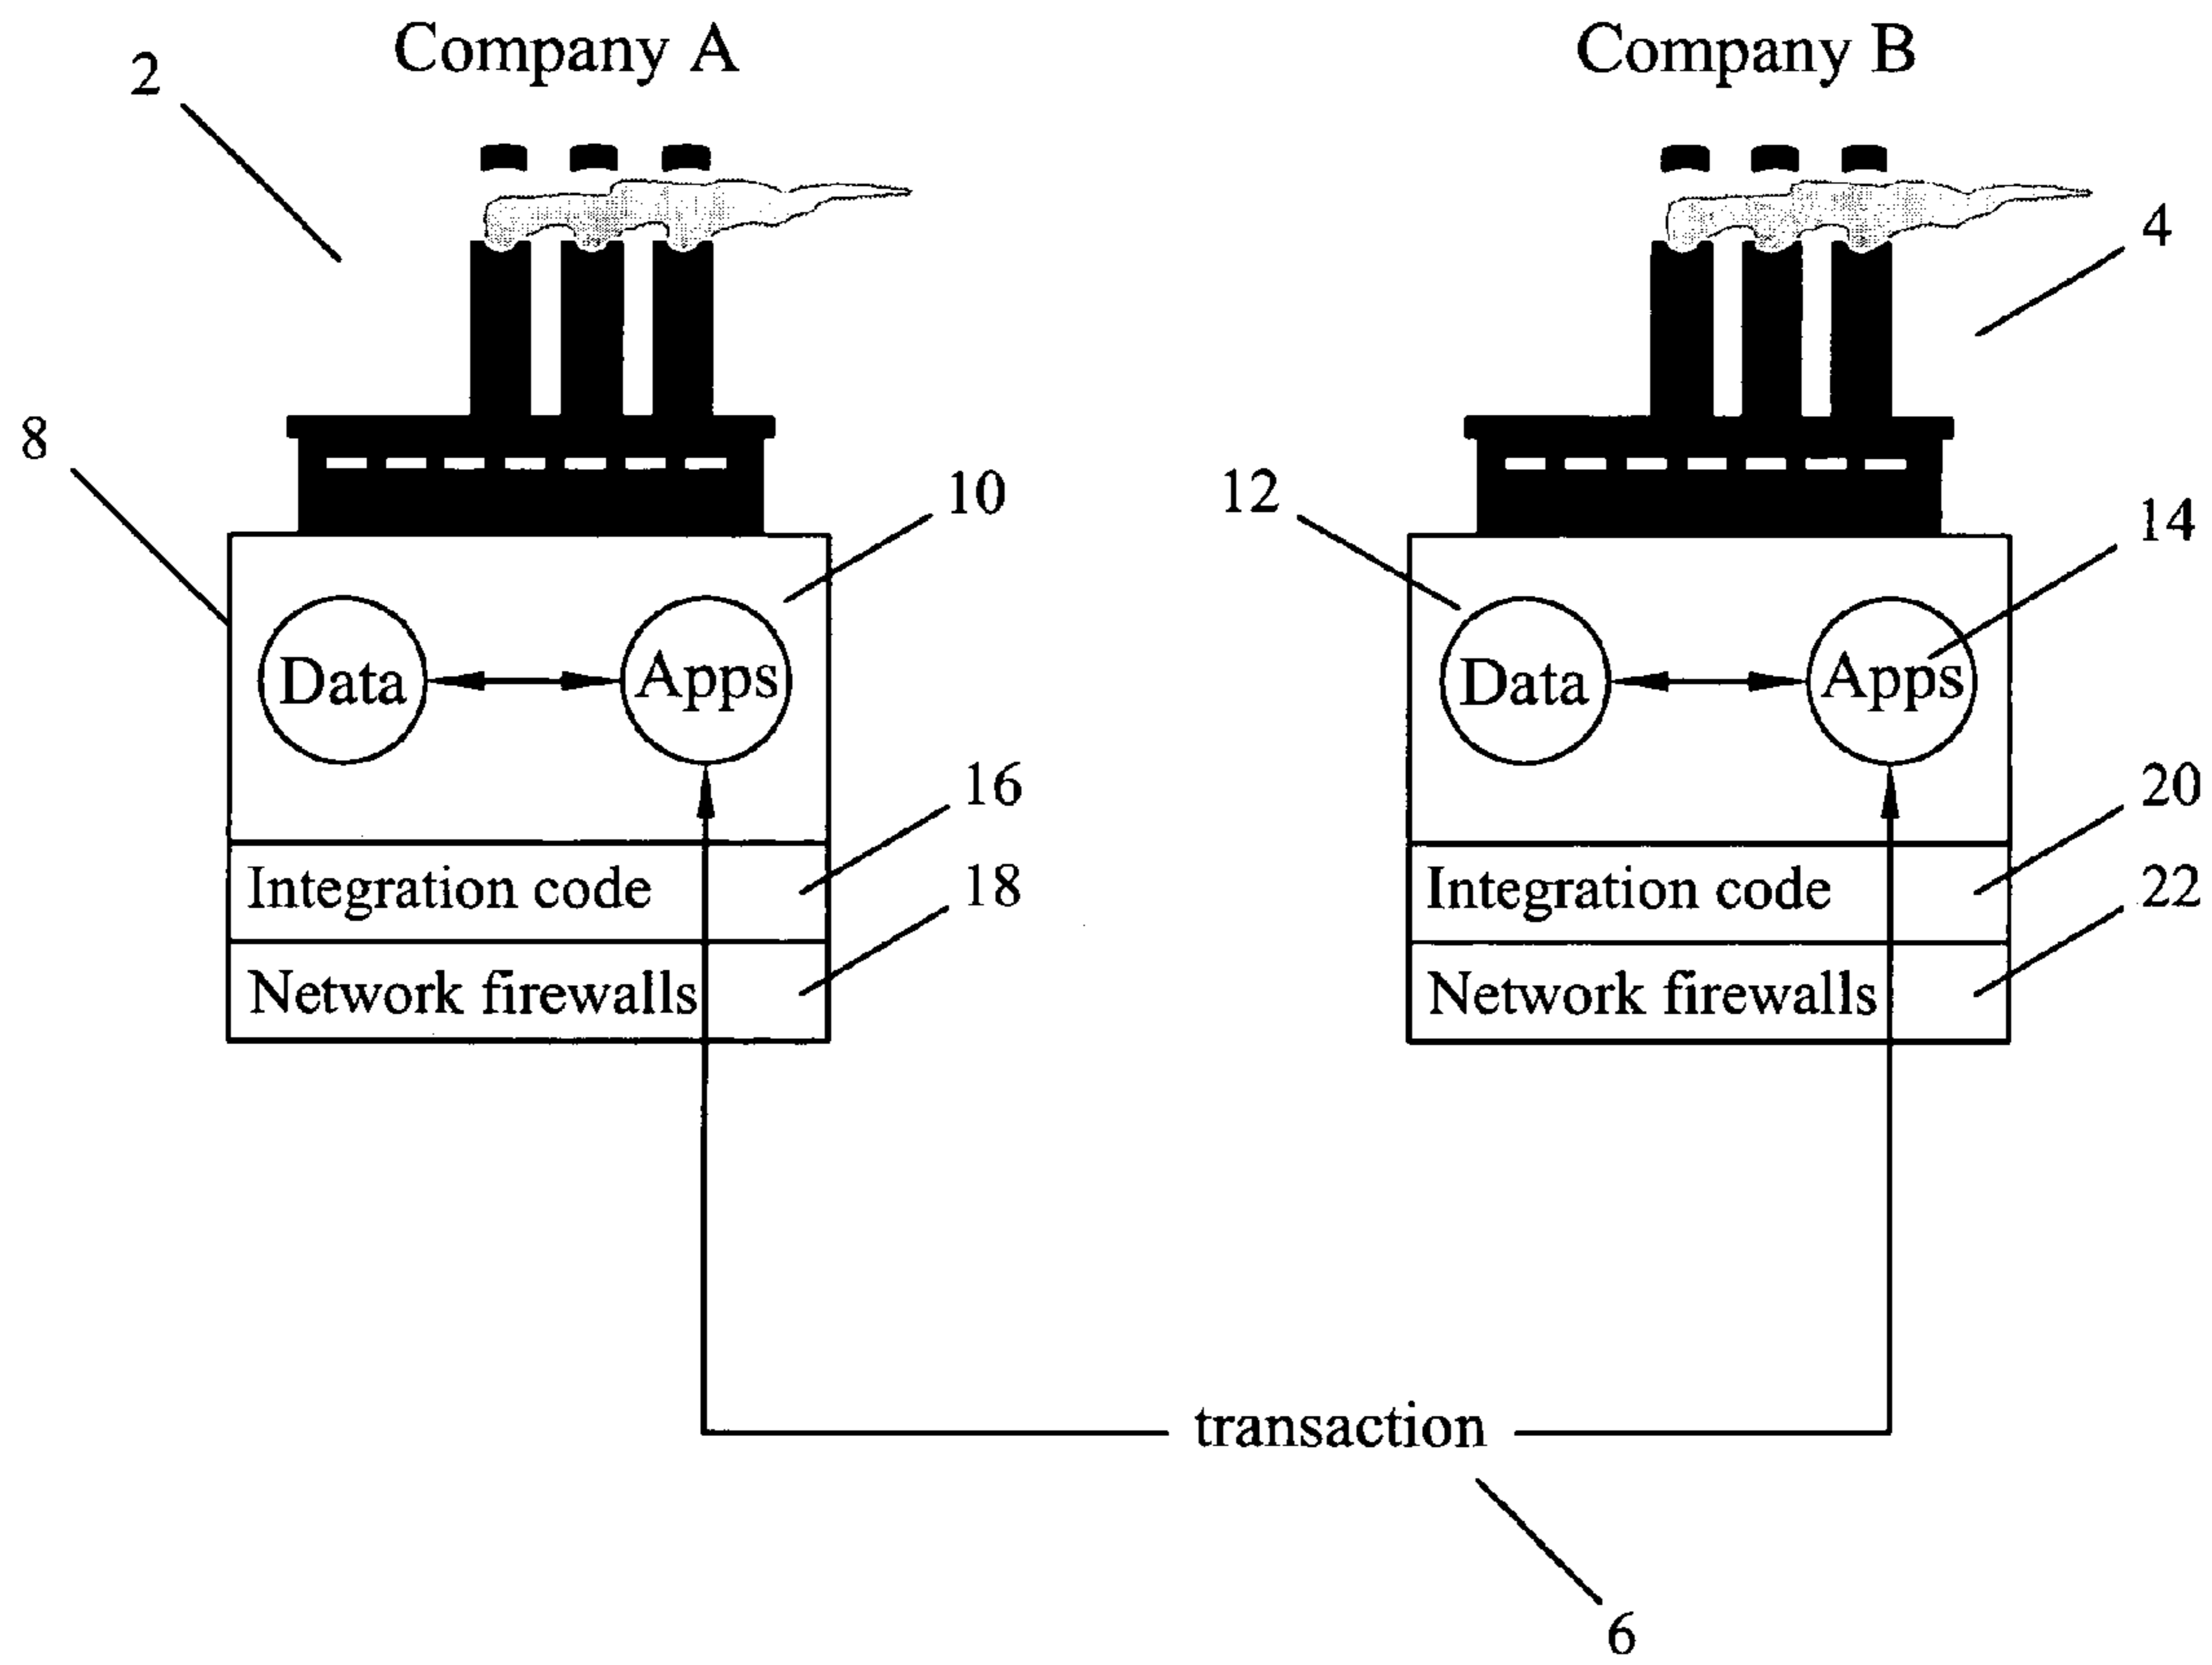 Company A
Company B
2
4
8
10
12
14
Data
Apps
Data
Apps
16
20
Integration code
18
Integration code
22
Network firewalls
Network firewalls
transaction
6